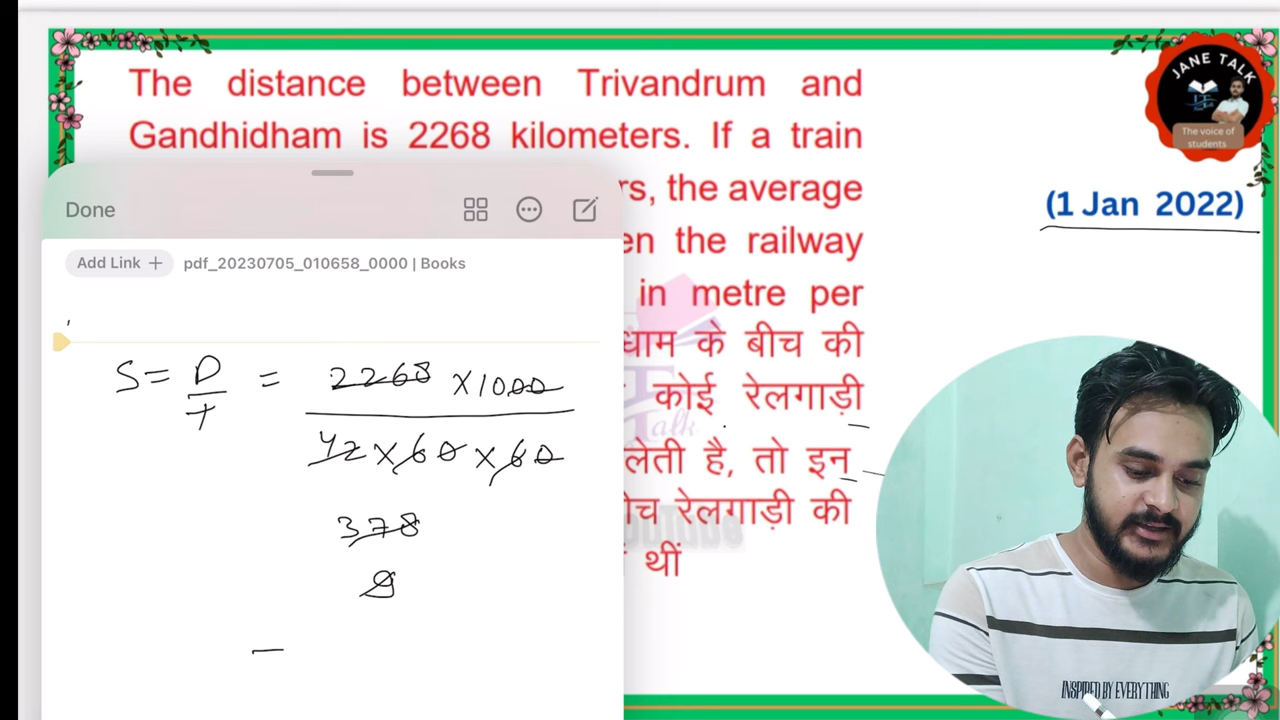 The distance between Trivandrum and
Gandhidham is 2268 kilometers. If a train
rs, the average
en the railway
in metre per
धाम के बीच की
कोई रेलगाड़ी
लेती है, तो इन
ीच रेलगाड़ी की
थीं
JANE TALK
The voice of
students
(1 Jan 2022)
Done
Add Link + pdf_20230705_010658_0000 | Books
S = D/T = 2268 × 1000
42 × 60 × 60
378
9
Talk
INSPIRED BY EVERYTHING